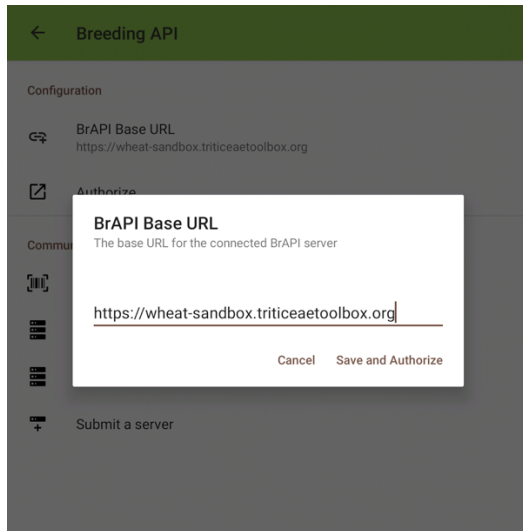 Breeding API
Configuration
BrAPI Base URL
https://wheat-sandbox.triticeaetoolbox.org
Authorize
BrAPI Base URL
The base URL for the connected BrAPI server
Commu
https://wheat-sandbox.triticeaetoolbox.org
Cancel Save and Authorize
Submit a server